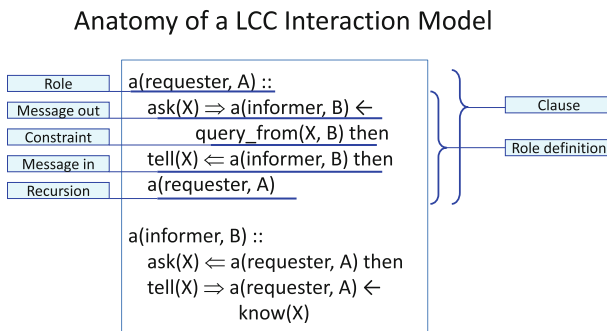 Anatomy of a LCC Interaction Model
Role
Message out
Constraint
Message in
Recursion
a(requester, A) ::
ask(X) ⇒ a(informer, B) ←
query_from(X, B) then
tell(X) ⇐ a(informer, B) then
a(requester, A)
a(informer, B) ::
ask(X) ⇐ a(requester, A) then
tell(X) ⇒ a(requester, A) ←
know(X)
Clause
Role definition